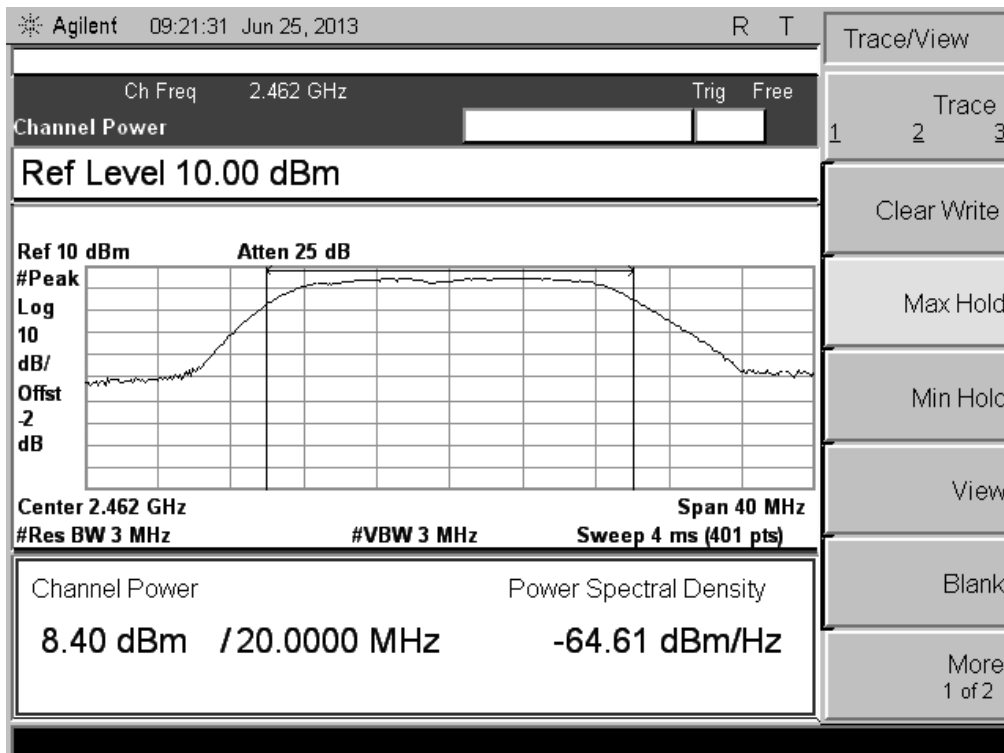 Agilent 09:21:31 Jun 25, 2013 R T
Trace/View
Ch Freq 2.462 GHz Trig Free
Channel Power
Trace
1 2 3
Ref Level 10.00 dBm
Clear Write
Ref 10 dBm Atten 25 dB
#Peak
Log
10
dB/
Offst
-2
dB
Max Hold
Min Hold
Center 2.462 GHz Span 40 MHz
#Res BW 3 MHz #VBW 3 MHz Sweep 4 ms (401 pts)
View
Channel Power Power Spectral Density
8.40 dBm /20.0000 MHz -64.61 dBm/Hz
Blank
More
1 of 2